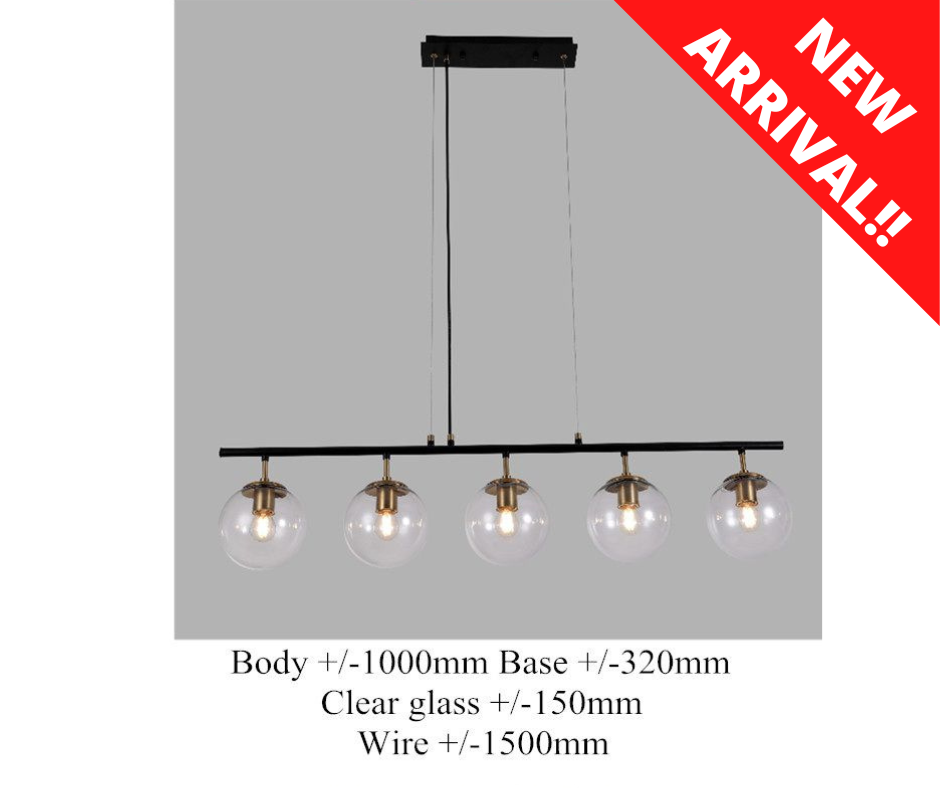 NEW
ARRIVAL!!
Body +/-1000mm Base +/-320mm
Clear glass +/-150mm
Wire +/-1500mm